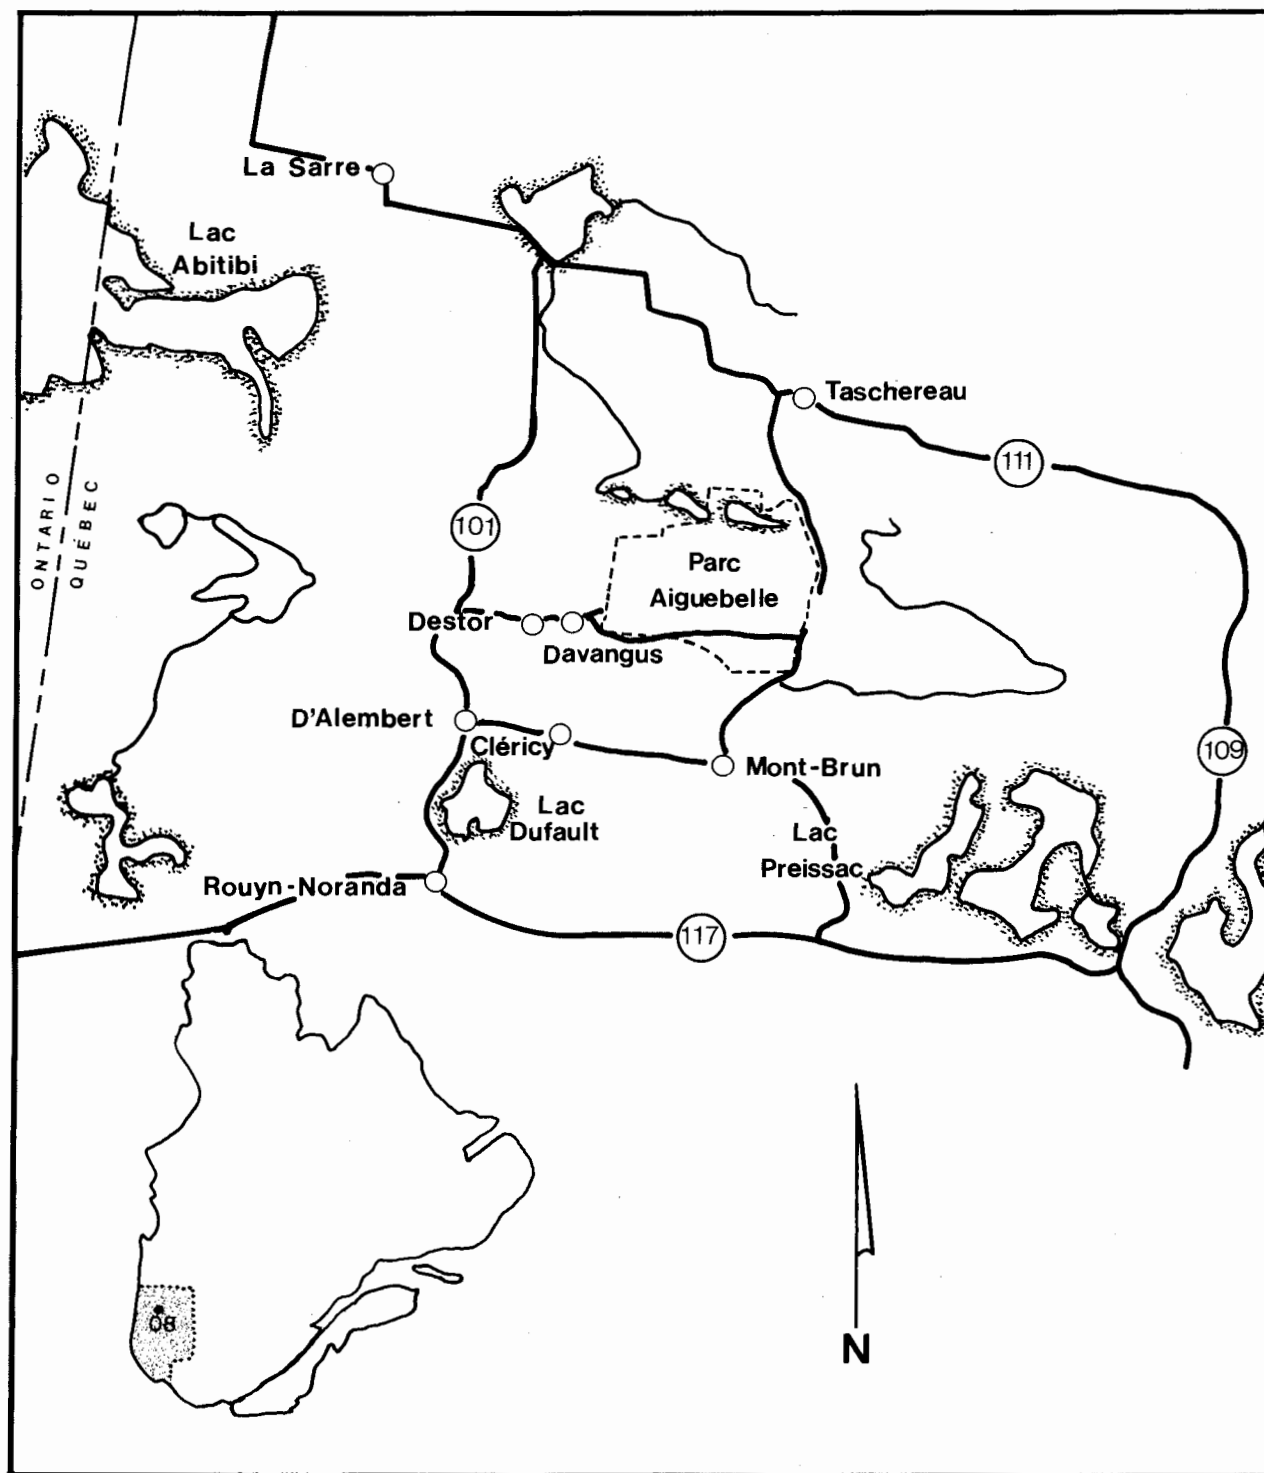 La Sarre
Lac
Abitibi
Taschereau
111
ONTARIO
QUÉBEC
101
Parc
Aiguebelle
Destor
Davangus
D'Alembert
Cléricy
109
Mont-Brun
Lac
Dufault
Lac
Preissac
Rouyn-Noranda
117
08
N